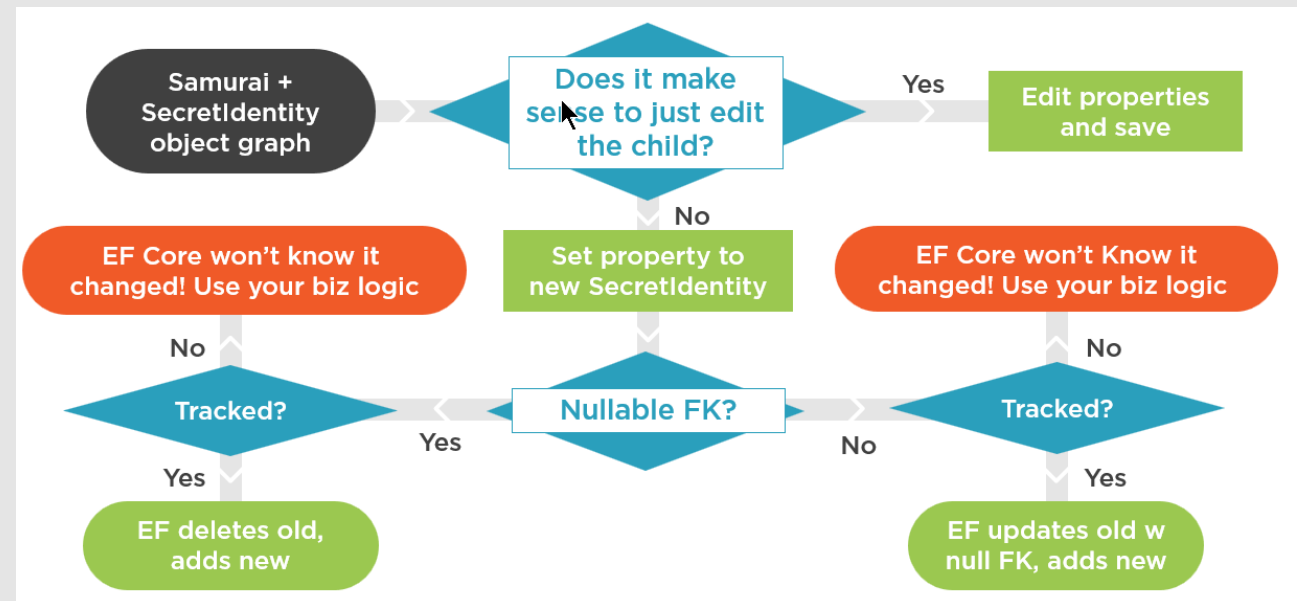 Samurai +
SecretIdentity
object graph
Does it make
sense to just edit
the child?
Yes
Edit properties
and save
No
EF Core won't know it
changed! Use your biz logic
Set property to
new SecretIdentity
EF Core won't Know it
changed! Use your biz logic
No
No
Tracked?
Yes
Nullable FK?
No
Tracked?
Yes
Yes
EF deletes old,
adds new
EF updates old w
null FK, adds new